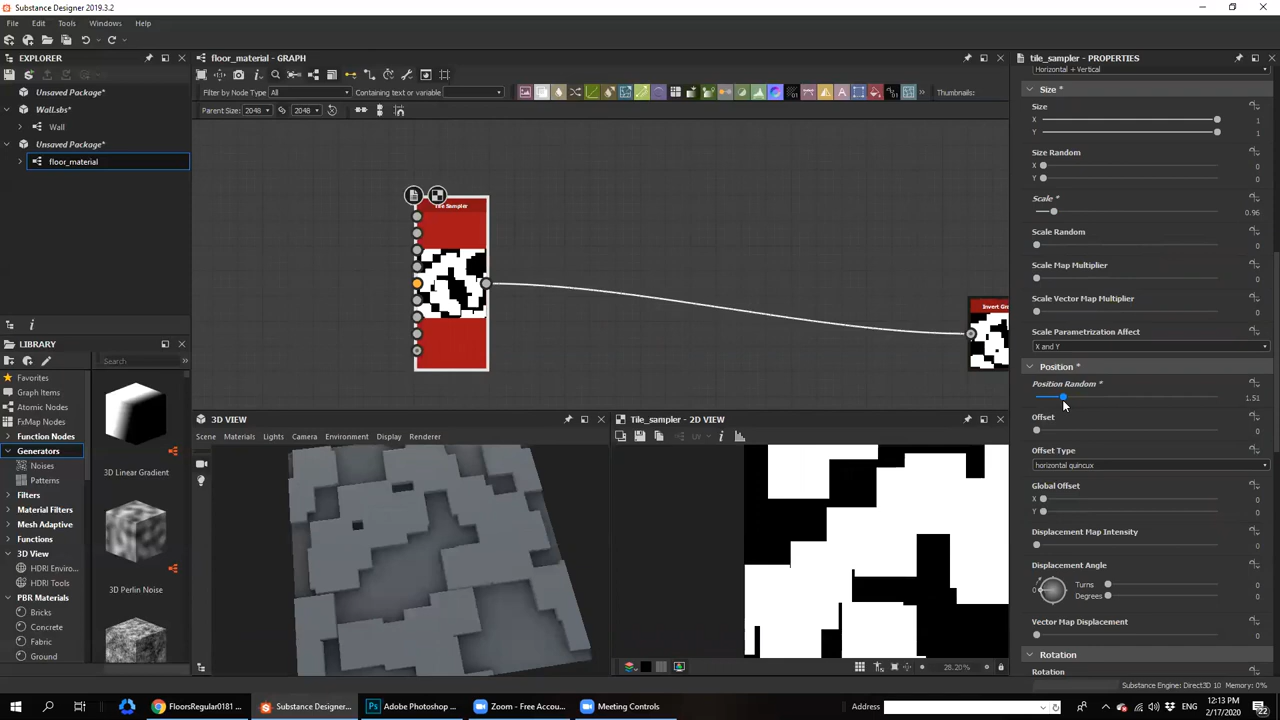 Substance Designer 2019.3.2
File Edit Tools Windows Help
EXPLORER
Unsaved Package*
Wall.sbs*
Wall
Unsaved Package*
floor_material
LIBRARY
Search
Favorites
Graph Items
Atomic Nodes
FxMap Nodes
Function Nodes
Generators
Noises
Patterns
Filters
Material Filters
Mesh Adaptive
Functions
3D View
HDRI Enviro...
HDRI Tools
PBR Materials
Bricks
Concrete
Fabric
Ground
3D Linear Gradient
3D Perlin Noise
floor_material - GRAPH
Filter by Node Type All Containing text or variable Thumbnails:
Parent Size: 2048 2048
Tile Sampler
Invert Gra
3D VIEW
Scene Materials Lights Camera Environment Display Renderer
Tile_sampler - 2D VIEW
UV
28.20%
tile_sampler - PROPERTIES
Horizontal + Vertical
Size *
Size
X 1
Y 1
Size Random
X 0
Y 0
Scale *
0.96
Scale Random
0
Scale Map Multiplier
0
Scale Vector Map Multiplier
0
Scale Parametrization Affect
X and Y
Position *
Position Random *
1.51
Offset
0
Offset Type
horizontal quincux
Global Offset
X 0
Y 0
Displacement Map Intensity
0
Displacement Angle
0 Turns 0
Degrees 0
Vector Map Displacement
0
Rotation
Rotation
Substance Engine: Direct3D 10 Memory: 0%
FloorsRegular0181 ...
Substance Designer...
Adobe Photoshop ...
Zoom - Free Accou...
Meeting Controls
Address
ENG
12:13 PM
2/17/2020
22